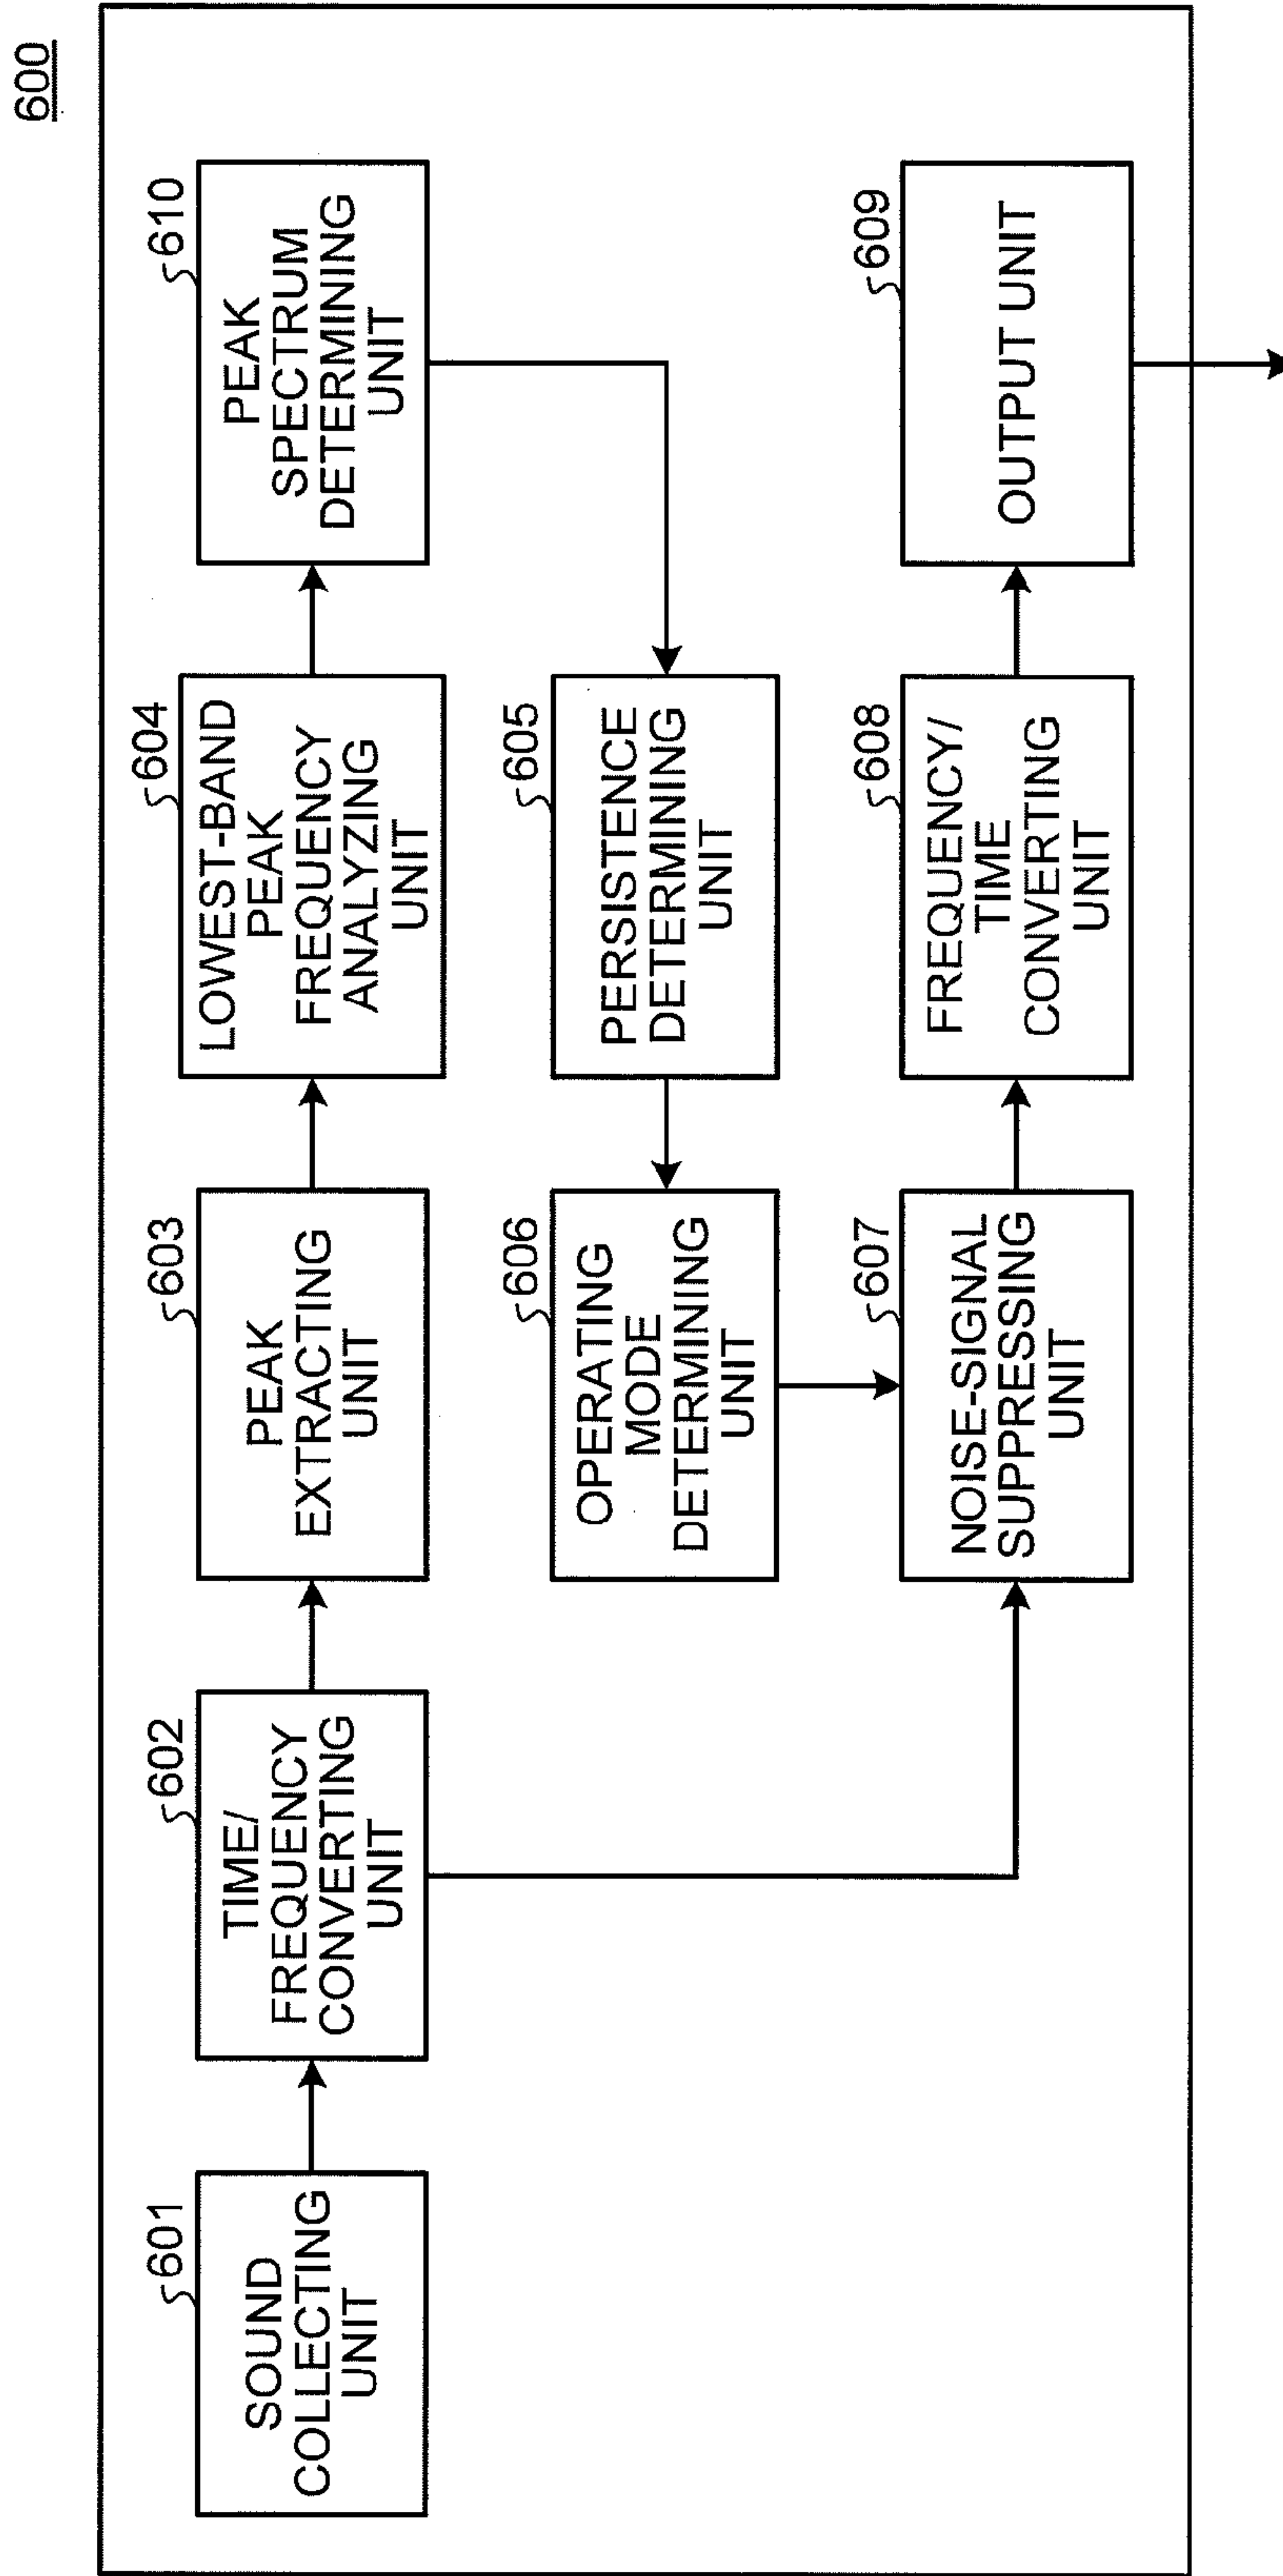 600
601
SOUND
COLLECTING
UNIT
602
TIME/
FREQUENCY
CONVERTING
UNIT
603
PEAK
EXTRACTING
UNIT
604
LOWEST-BAND
PEAK
FREQUENCY
ANALYZING
UNIT
610
PEAK
SPECTRUM
DETERMINING
UNIT
606
OPERATING
MODE
DETERMINING
UNIT
605
PERSISTENCE
DETERMINING
UNIT
607
NOISE-SIGNAL
SUPPRESSING
UNIT
608
FREQUENCY/
TIME
CONVERTING
UNIT
609
OUTPUT UNIT